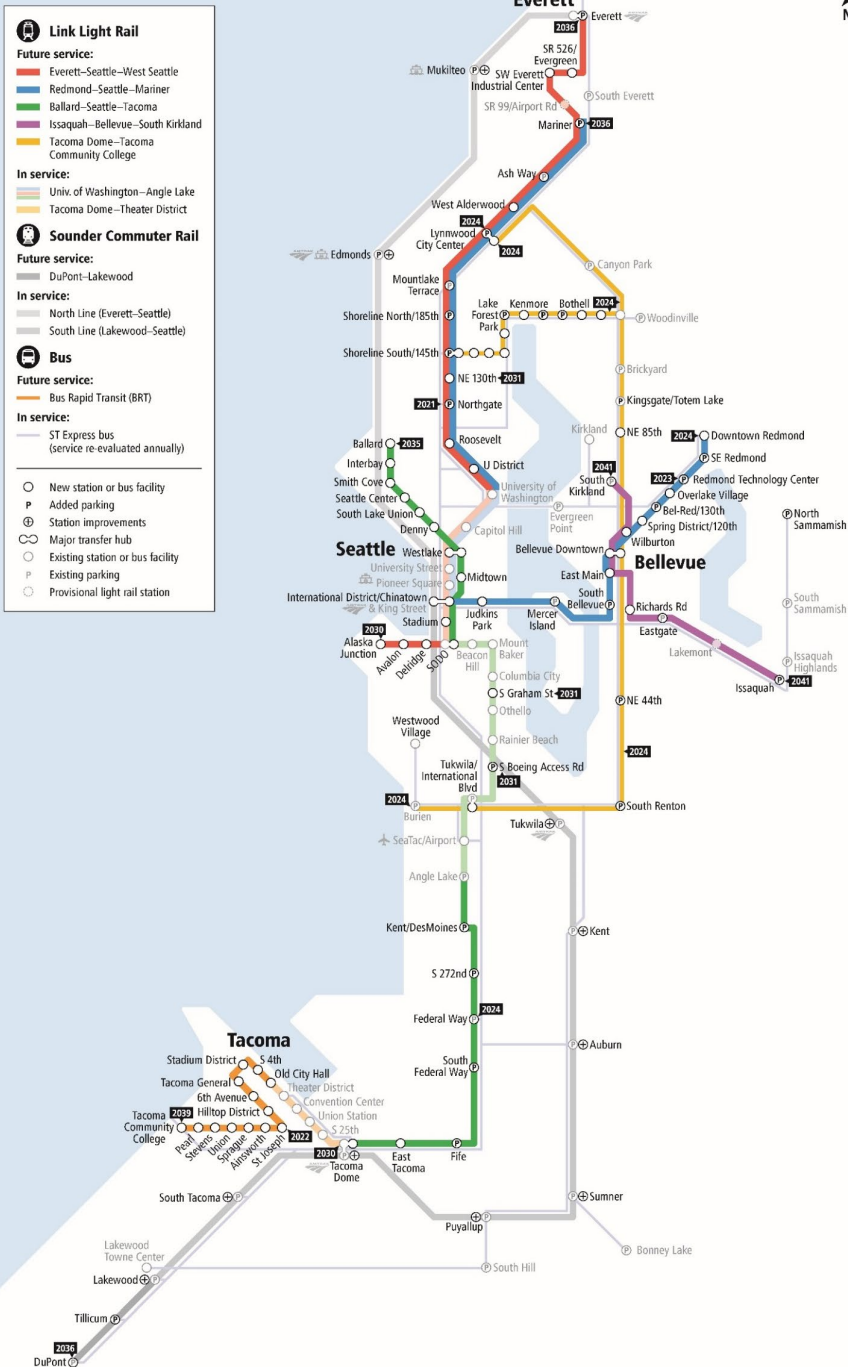 Link Light Rail
Future service:
Everett–Seattle–West Seattle
Redmond–Seattle–Mariner
Ballard–Seattle–Tacoma
Issaquah–Bellevue–South Kirkland
Tacoma Dome–Tacoma
Community College
In service:
Univ. of Washington–Angle Lake
Tacoma Dome–Theater District
Sounder Commuter Rail
Future service:
DuPont–Lakewood
In service:
North Line (Everett–Seattle)
South Line (Lakewood–Seattle)
Bus
Future service:
Bus Rapid Transit (BRT)
In service:
ST Express bus
(service re-evaluated annually)
New station or bus facility
P Added parking
Station improvements
Major transfer hub
Existing station or bus facility
P Existing parking
Provisional light rail station
Everett
N
Everett
2036
SR 526/
Evergreen
Mukilteo
SW Everett
Industrial Center
South Everett
SR 99/Airport Rd
Mariner
2036
Ash Way
West Alderwood
2024
Lynnwood
City Center
2024
Edmonds
Canyon Park
Mountlake
Terrace
Lake
Forest
Park
Kenmore
Bothell
2024
Shoreline North/185th
Woodinville
Shoreline South/145th
Brickyard
NE 130th
2031
2021
Northgate
Kingsgate/Totem Lake
Ballard
2035
Roosevelt
Kirkland
NE 85th
2024
Downtown Redmond
Interbay
U District
2041
SE Redmond
Smith Cove
South
Kirkland
2023
Redmond Technology Center
Seattle Center
University of
Washington
Overlake Village
South Lake Union
Evergreen
Point
Bel-Red/130th
North
Sammamish
Denny
Capitol Hill
Spring District/120th
Wilburton
Seattle
Westlake
Bellevue Downtown
Bellevue
University Street
Midtown
East Main
Pioneer Square
International District/Chinatown
& King Street
Judkins
Park
Mercer
Island
South
Bellevue
Richards Rd
South
Sammamish
Stadium
Eastgate
2030
Alaska
Junction
Avalon
Delridge
SODO
Beacon
Hill
Mount
Baker
Lakemont
Issaquah
Highlands
Columbia City
Issaquah
2041
S Graham St
2031
NE 44th
Othello
Westwood
Village
Rainier Beach
2024
Tukwila/
International
Blvd
S Boeing Access Rd
2031
2024
Burien
South Renton
Tukwila
SeaTac/Airport
Angle Lake
Kent/DesMoines
Kent
S 272nd
2024
Federal Way
Auburn
South
Federal Way
Tacoma
Stadium District
S 4th
Old City Hall
Tacoma General
Theater District
6th Avenue
Convention Center
Hilltop District
Union Station
2039
Tacoma
Community
College
S 25th
2022
Pearl
Stevens
Union
Sprague
Ainsworth
St Joseph
2030
Tacoma
Dome
East
Tacoma
Fife
South Tacoma
Sumner
Puyallup
Lakewood
Towne Center
Bonney Lake
South Hill
Lakewood
Tillicum
2036
DuPont